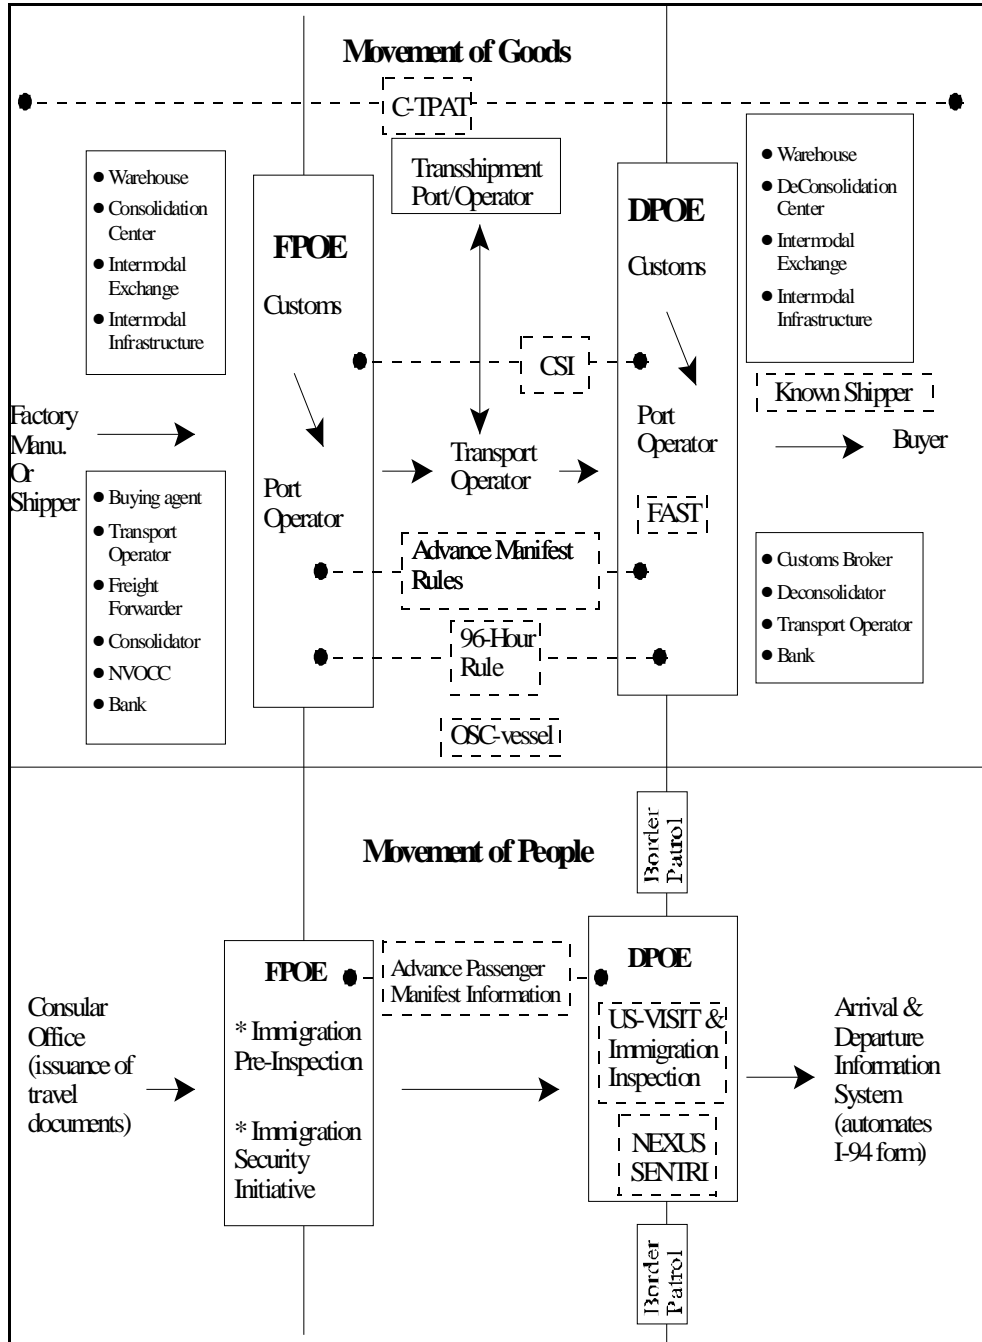 Movement of Goods
C-TPAT
Warehouse
Consolidation
Center
Intermodal
Exchange
Intermodal
Infrastructure
FPOE
Customs
Port
Operator
Transshipment
Port/Operator
DPOE
Customs
Port
Operator
FAST
Warehouse
DeConsolidation
Center
Intermodal
Exchange
Intermodal
Infrastructure
CSI
Known Shipper
Factory
Manu.
Or
Shipper
Transport
Operator
Buyer
Buying agent
Transport
Operator
Freight
Forwarder
Consolidator
NVOCC
Bank
Advance Manifest
Rules
96-Hour
Rule
OSC-vessel
Customs Broker
Deconsolidator
Transport Operator
Bank
Movement of People
Border
Patrol
Consular
Office
(issuance of
travel
documents)
FPOE
* Immigration
Pre-Inspection
* Immigration
Security
Initiative
Advance Passenger
Manifest Information
DPOE
US-VISIT &
Immigration
Inspection
NEXUS
SENTRI
Arrival &
Departure
Information
System
(automates
I-94 form)
Border
Patrol